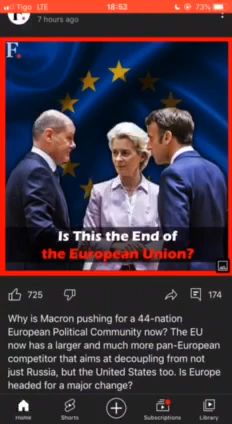 Tigo LTE 18:53 73%
7 hours ago
F.
Is This the End of
the European Union?
725 174
Why is Macron pushing for a 44-nation
European Political Community now? The EU
now has a larger and much more pan-European
competitor that aims at decoupling from not
just Russia, but the United States too. Is Europe
headed for a major change?
Home Shorts Subscriptions Library